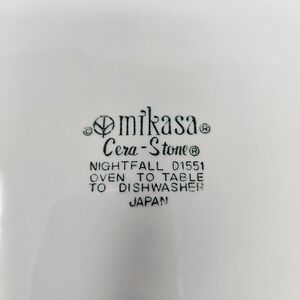 © mikasa®
Cera-Stone®
NIGHTFALL D1551
OVEN TO TABLE
TO DISHWASHER
JAPAN